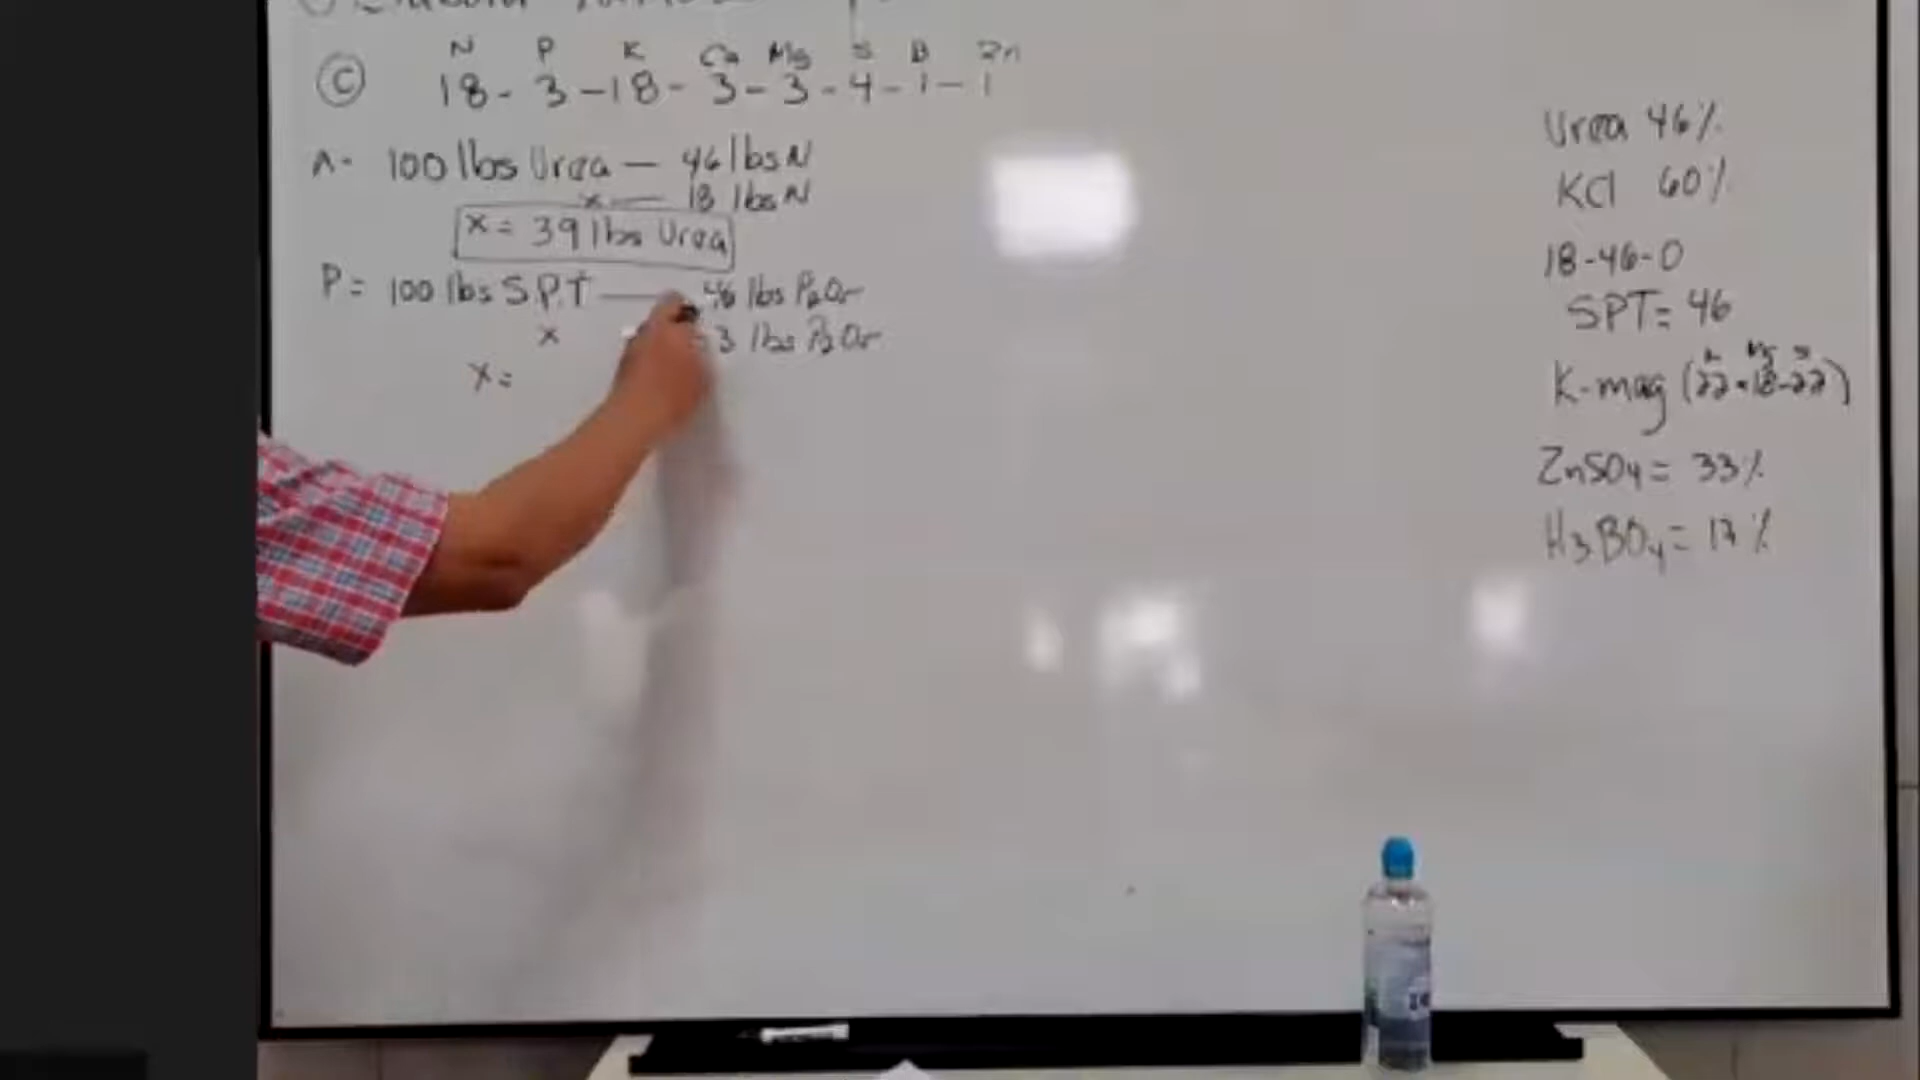 © N P K Ca Mg S B Zn
18 - 3 - 18 - 3 - 3 - 4 - 1 - 1
N - 100 lbs Urea — 46 lbs N
x — 18 lbs N
x = 39 lbs Urea
P = 100 lbs S.P.T — 46 lbs P2O5
x 3 lbs P2O5
x =
Urea 46%
KCl 60%
18-46-0
SPT = 46
K Mg S
K-mag (22-18-22)
ZnSO4 = 33%
H3BO4 = 17%